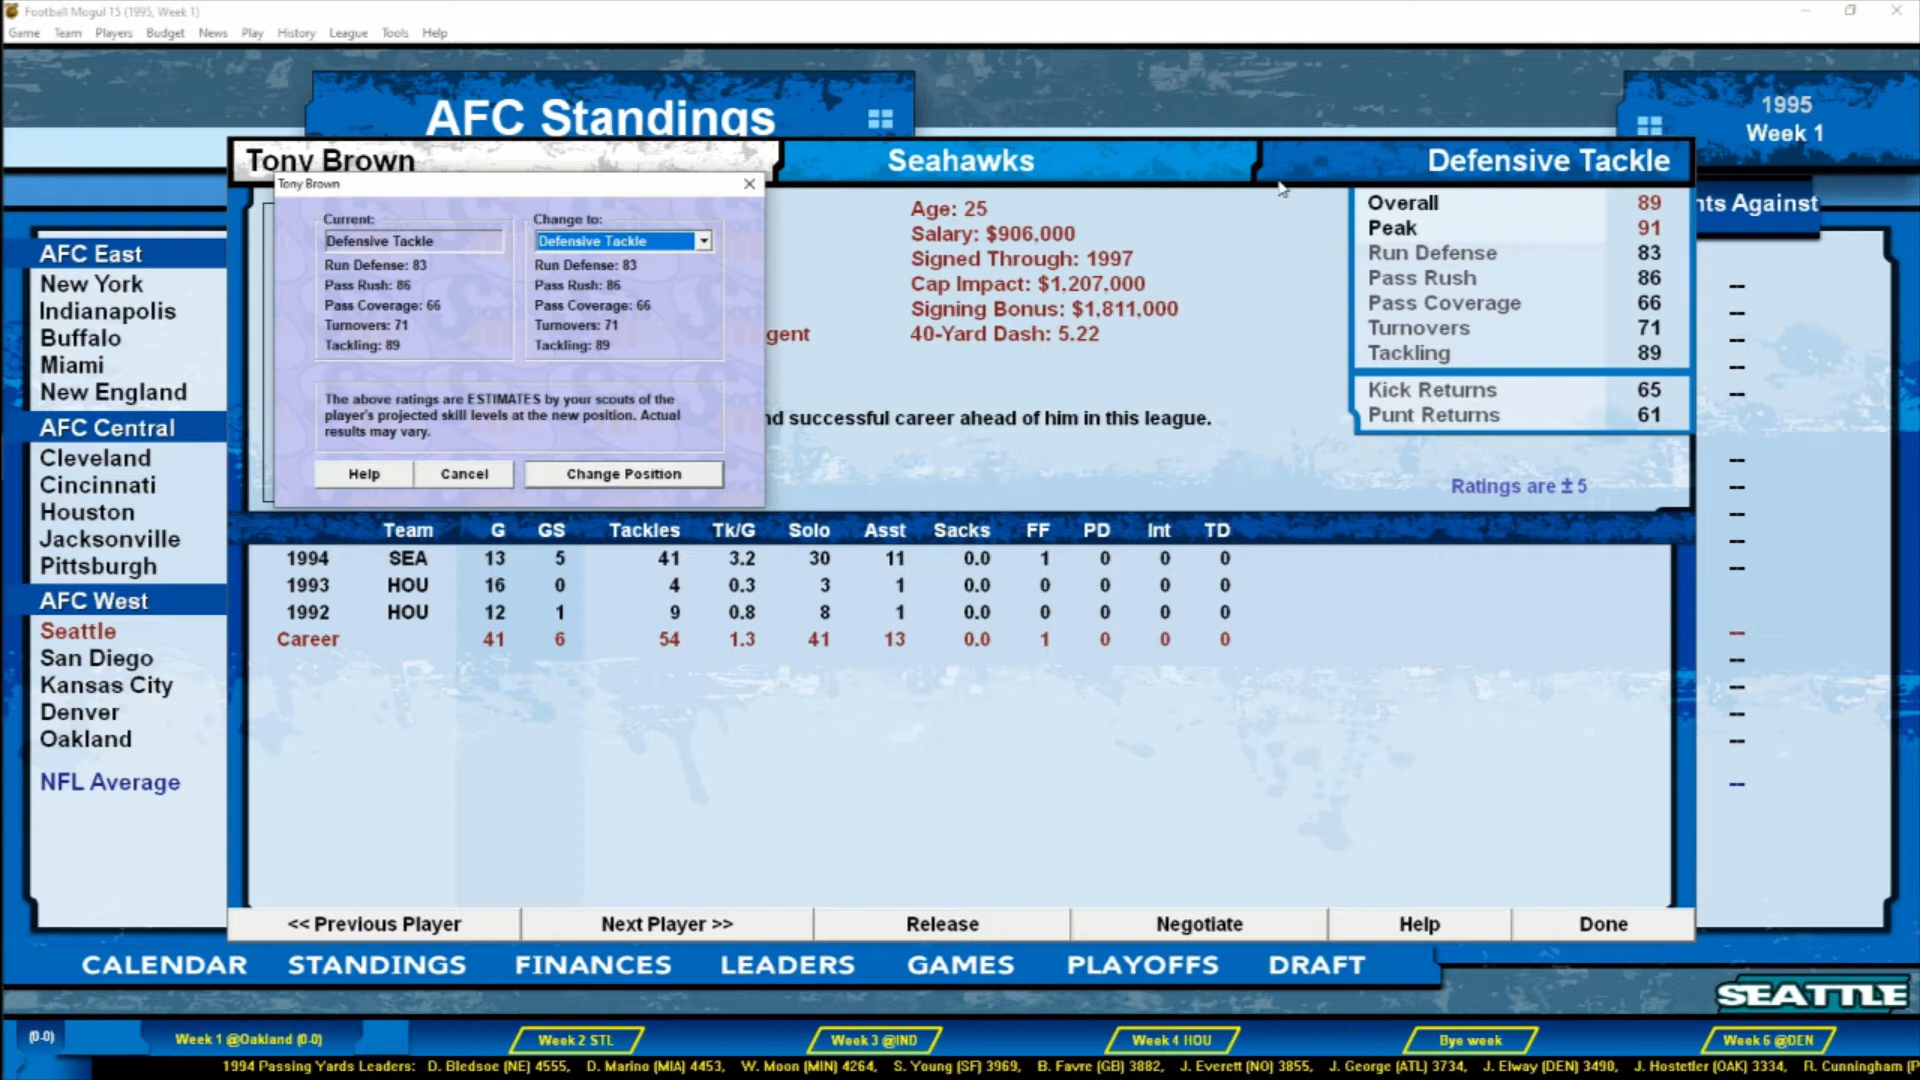 Football Mogul 15 (1995, Week 1)
Game Team Players Budget News Play History League Tools Help
AFC Standings
1995
Week 1
Tony Brown
Seahawks
Defensive Tackle
Tony Brown
Current:
Defensive Tackle
Run Defense: 83
Pass Rush: 86
Pass Coverage: 66
Turnovers: 71
Tackling: 89
Change to:
Defensive Tackle
Run Defense: 83
Pass Rush: 86
Pass Coverage: 66
Turnovers: 71
Tackling: 89
The above ratings are ESTIMATES by your scouts of the
player's projected skill levels at the new position. Actual
results may vary.
Help Cancel Change Position
Age: 25
Salary: $906,000
Signed Through: 1997
Cap Impact: $1,207,000
Signing Bonus: $1,811,000
gent 40-Yard Dash: 5.22
nd successful career ahead of him in this league.
Overall 89
Peak 91
Run Defense 83
Pass Rush 86
Pass Coverage 66
Turnovers 71
Tackling 89
Kick Returns 65
Punt Returns 61
Ratings are ± 5
nts Against
AFC East
New York --
Indianapolis --
Buffalo --
Miami --
New England --
AFC Central
Cleveland --
Cincinnati --
Houston --
Jacksonville --
Pittsburgh --
AFC West
Seattle --
San Diego --
Kansas City --
Denver --
Oakland --
NFL Average --
Team G GS Tackles Tk/G Solo Asst Sacks FF PD Int TD
1994 SEA 13 5 41 3.2 30 11 0.0 1 0 0 0
1993 HOU 16 0 4 0.3 3 1 0.0 0 0 0 0
1992 HOU 12 1 9 0.8 8 1 0.0 0 0 0 0
Career 41 6 54 1.3 41 13 0.0 1 0 0 0
<< Previous Player Next Player >> Release Negotiate Help Done
CALENDAR STANDINGS FINANCES LEADERS GAMES PLAYOFFS DRAFT
SEATTLE
(0-0) Week 1 @Oakland (0-0) Week 2 STL Week 3 @IND Week 4 HOU Bye week Week 6 @DEN
1994 Passing Yards Leaders: D. Bledsoe (NE) 4555, D. Marino (MIA) 4453, W. Moon (MIN) 4264, S. Young (SF) 3969, B. Favre (GB) 3882, J. Everett (NO) 3855, J. George (ATL) 3734, J. Elway (DEN) 3490, J. Hostetler (OAK) 3334, R. Cunningham (P